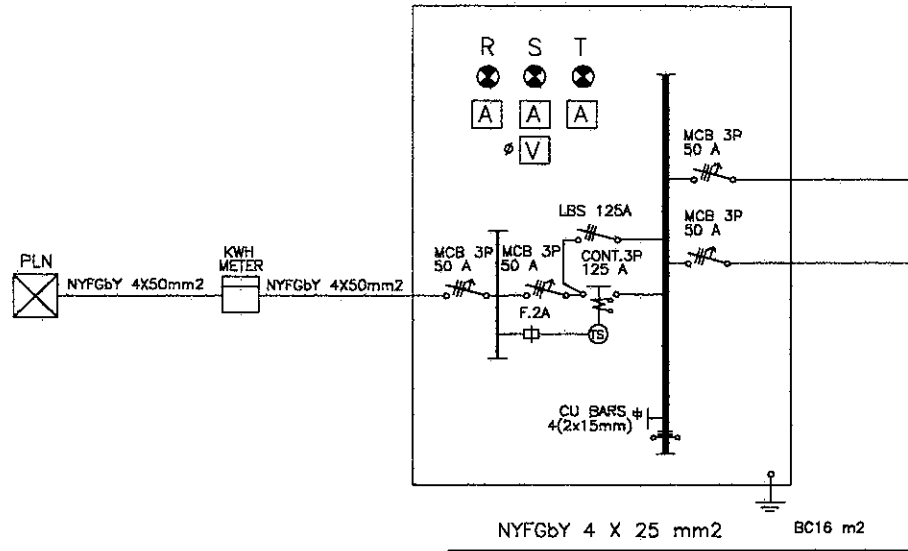 R S T
A A A
ø V
MCB 3P
50 A
LBS 125A
MCB 3P
50 A
PLN
KWH
METER
MCB 3P
50 A
MCB 3P
50 A
CONT.3P
125 A
NYFGbY 4X50mm2
NYFGbY 4X50mm2
F.2A
TS
CU BARS
4(2x15mm)
NYFGbY 4 X 25 mm2
BC16 m2